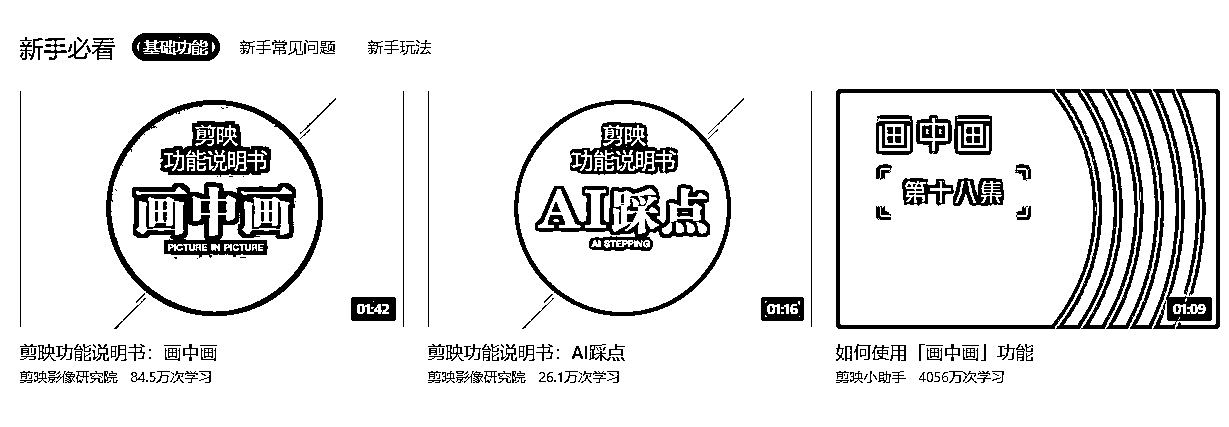 新手必看 基础功能 新手常见问题 新手玩法
剪映
功能说明书
画中画
PICTURE IN PICTURE
01:42
剪映功能说明书：画中画
剪映影像研究院 84.5万次学习
剪映
功能说明书
AI踩点
AI STEPPING
01:16
剪映功能说明书：AI踩点
剪映影像研究院 26.1万次学习
画中画
第十八集
01:09
如何使用「画中画」功能
剪映小助手 4056万次学习